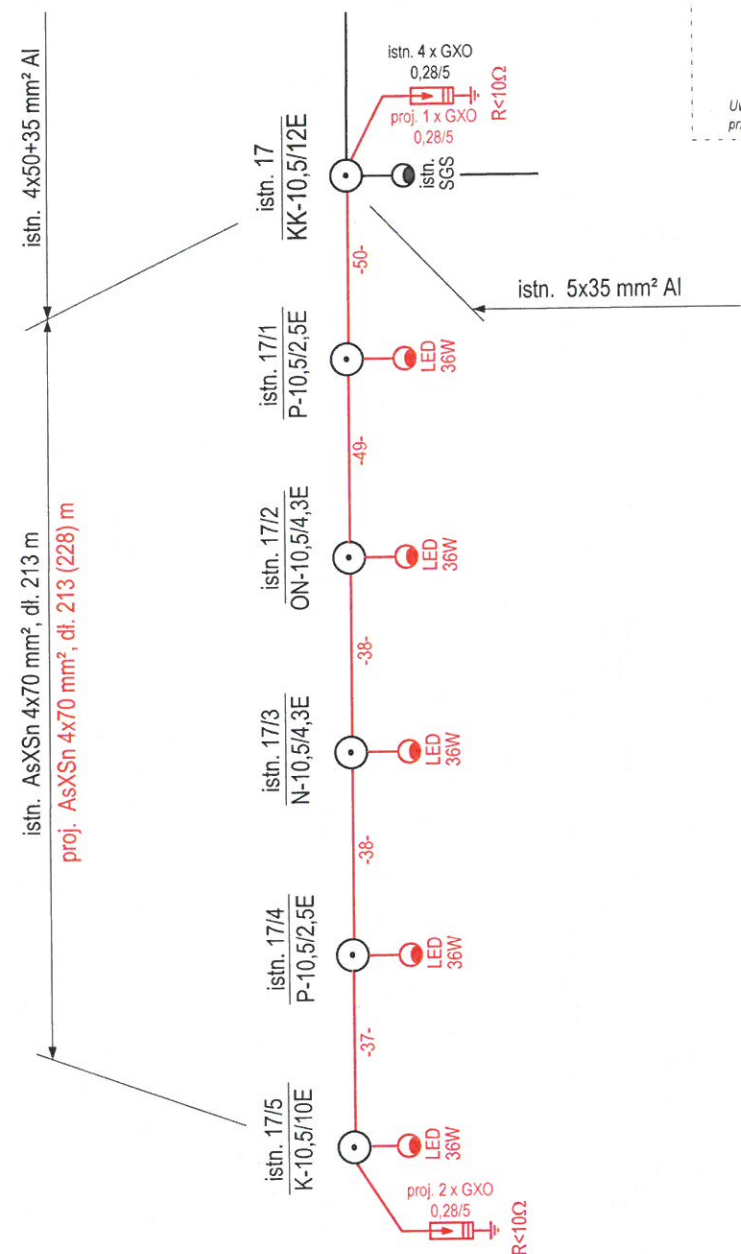 istn. 4x50+35 mm² Al
istn. AsXSn 4x70 mm², dł. 213 m
proj. AsXSn 4x70 mm², dł. 213 (228) m
istn. 4 x GXO
0,28/5
proj. 1 x GXO
0,28/5
R<10Ω
istn. 17
KK-10,5/12E
istn.
SGS
istn. 5x35 mm² Al
-50-
istn. 17/1
P-10,5/2,5E
LED
36W
-49-
istn. 17/2
ON-10,5/4,3E
LED
36W
-38-
istn. 17/3
N-10,5/4,3E
LED
36W
-38-
istn. 17/4
P-10,5/2,5E
LED
36W
-37-
istn. 17/5
K-10,5/10E
LED
36W
proj. 2 x GXO
0,28/5
R<10Ω